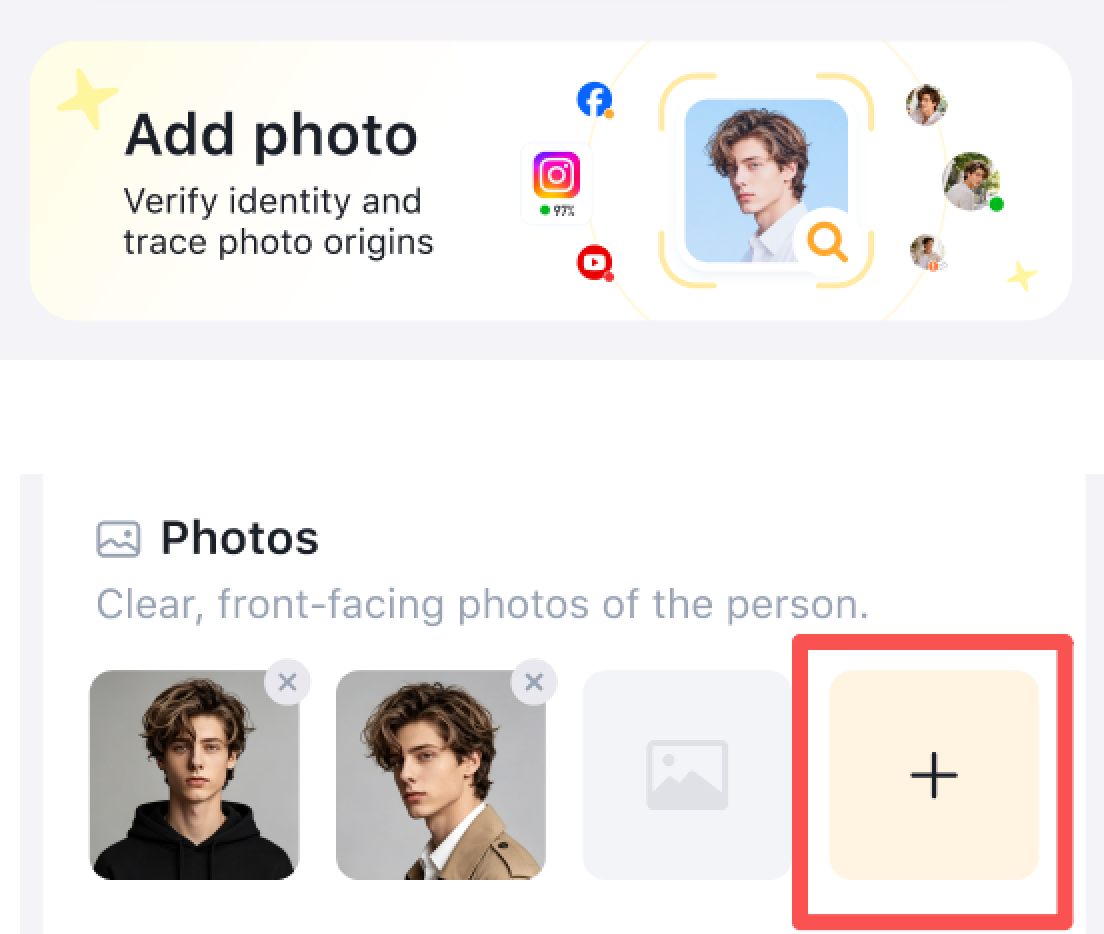 Add photo
Verify identity and
trace photo origins
97%
Photos
Clear, front-facing photos of the person.